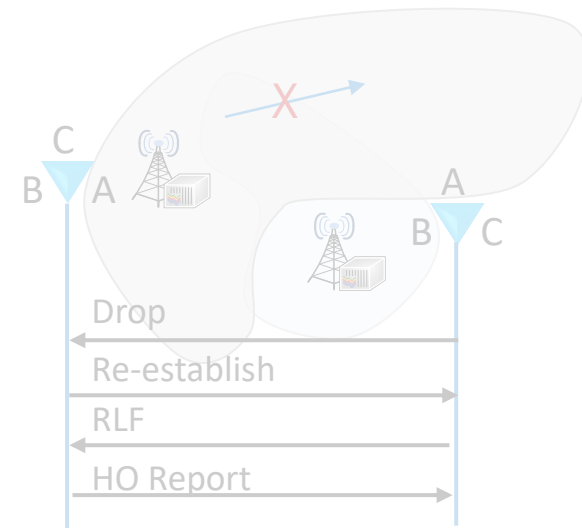 C
B A
A
B C
X
Drop
Re-establish
RLF
HO Report